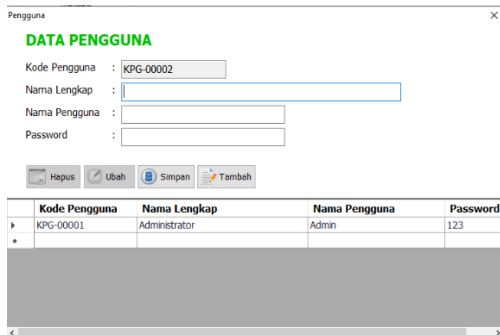 Pengguna
DATA PENGGUNA
Kode Pengguna : KPG-00002
Nama Lengkap :
Nama Pengguna :
Password :
Hapus Ubah Simpan Tambah
Kode Pengguna Nama Lengkap Nama Pengguna Password
KPG-00001 Administrator Admin 123